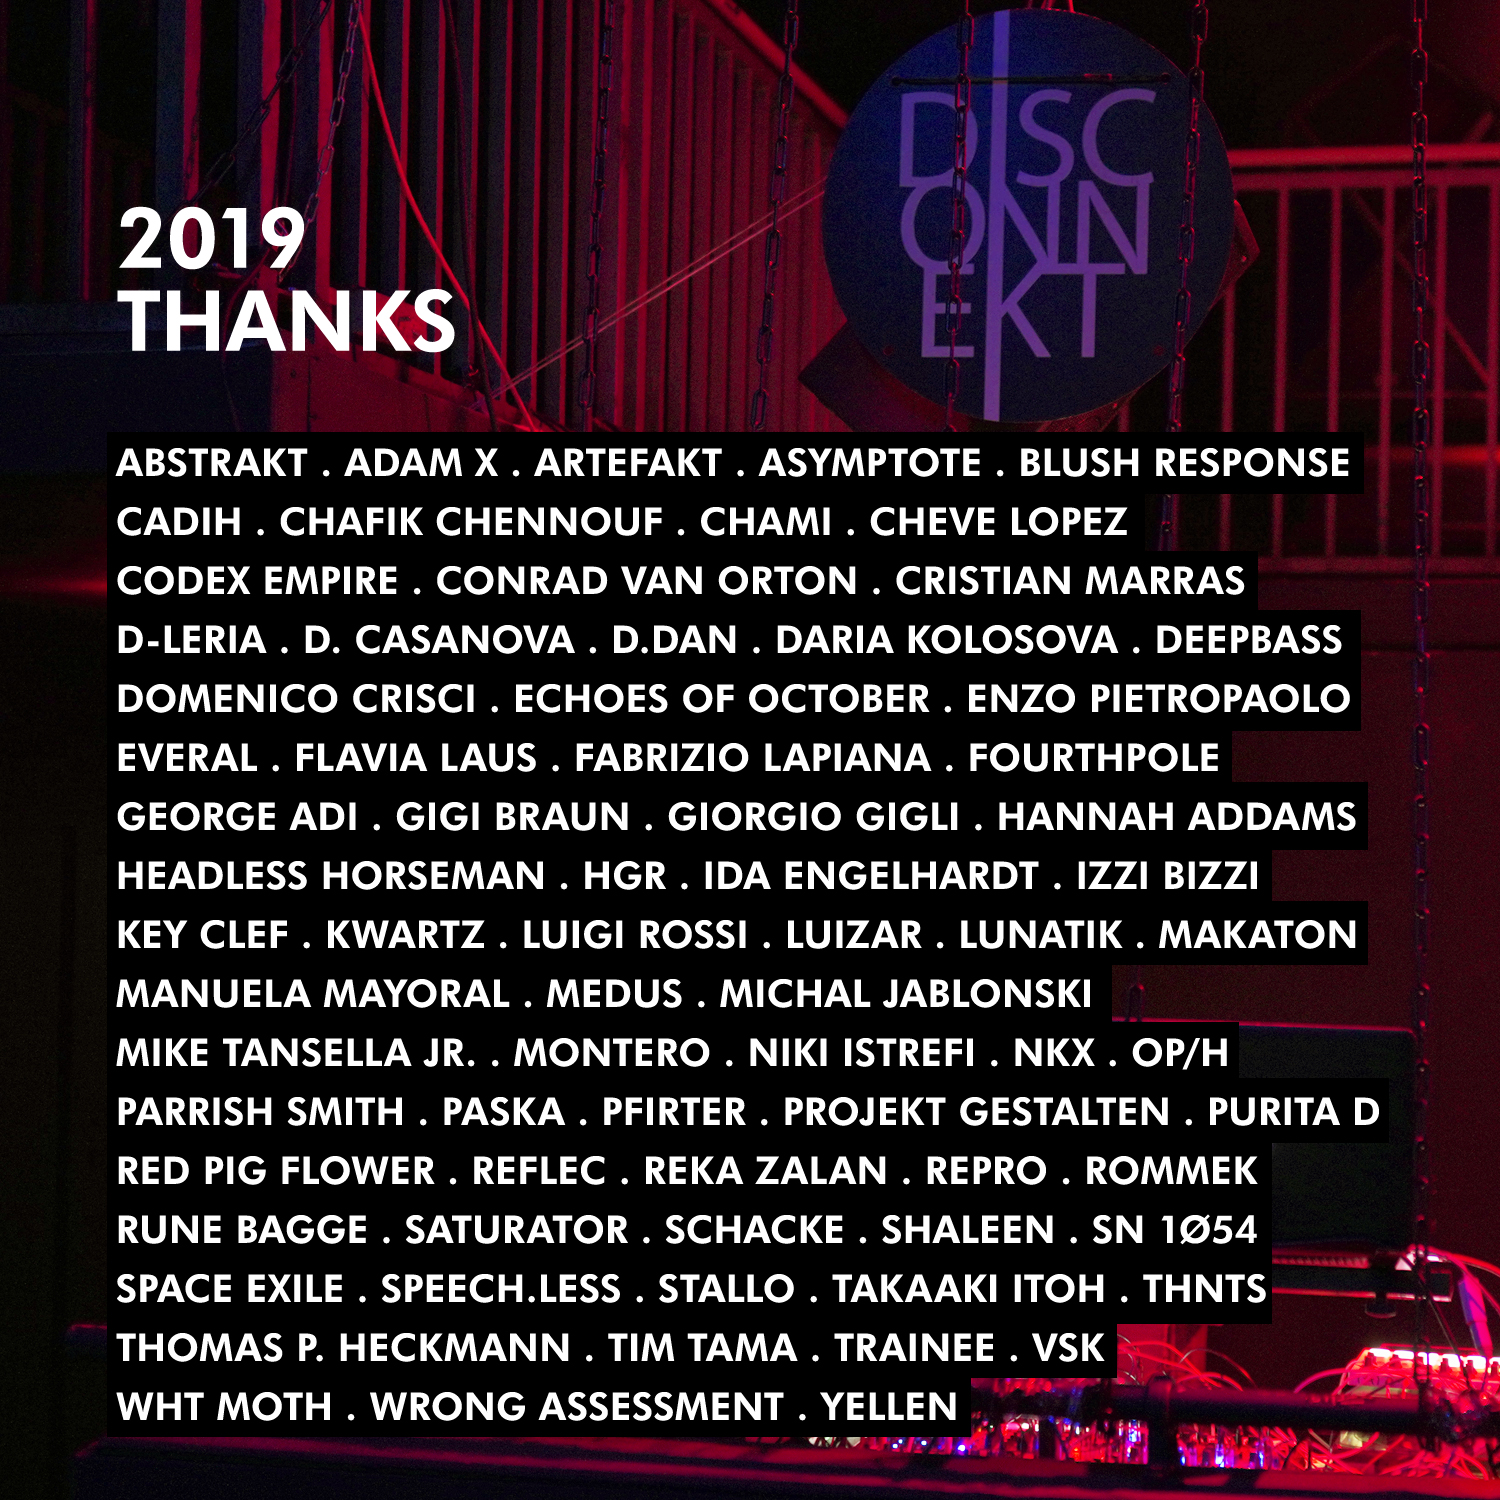 DISC
ONN
EKT
2019
THANKS
ABSTRAKT . ADAM X . ARTEFAKT . ASYMPTOTE . BLUSH RESPONSE
CADIH . CHAFIK CHENNOUF . CHAMI . CHEVE LOPEZ
CODEX EMPIRE . CONRAD VAN ORTON . CRISTIAN MARRAS
D-LERIA . D. CASANOVA . D.DAN . DARIA KOLOSOVA . DEEPBASS
DOMENICO CRISCI . ECHOES OF OCTOBER . ENZO PIETROPAOLO
EVERAL . FLAVIA LAUS . FABRIZIO LAPIANA . FOURTHPOLE
GEORGE ADI . GIGI BRAUN . GIORGIO GIGLI . HANNAH ADDAMS
HEADLESS HORSEMAN . HGR . IDA ENGELHARDT . IZZI BIZZI
KEY CLEF . KWARTZ . LUIGI ROSSI . LUIZAR . LUNATIK . MAKATON
MANUELA MAYORAL . MEDUS . MICHAL JABLONSKI
MIKE TANSELLA JR. . MONTERO . NIKI ISTREFI . NKX . OP/H
PARRISH SMITH . PASKA . PFIRTER . PROJEKT GESTALTEN . PURITA D
RED PIG FLOWER . REFLEC . REKA ZALAN . REPRO . ROMMEK
RUNE BAGGE . SATURATOR . SCHACKE . SHALEEN . SN 1Ø54
SPACE EXILE . SPEECH.LESS . STALLO . TAKAAKI ITOH . THNTS
THOMAS P. HECKMANN . TIM TAMA . TRAINEE . VSK
WHT MOTH . WRONG ASSESSMENT . YELLEN